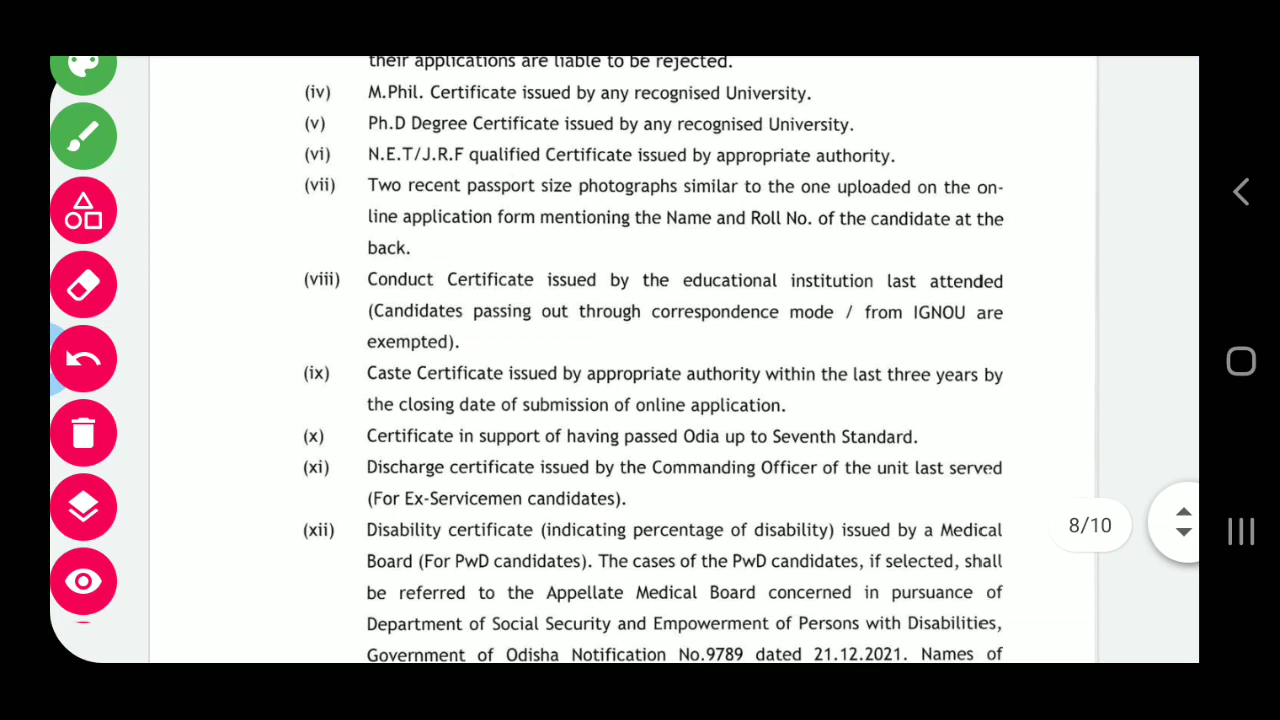 their applications are liable to be rejected.
(iv) M.Phil. Certificate issued by any recognised University.
(v) Ph.D Degree Certificate issued by any recognised University.
(vi) N.E.T/J.R.F qualified Certificate issued by appropriate authority.
(vii) Two recent passport size photographs similar to the one uploaded on the on-
line application form mentioning the Name and Roll No. of the candidate at the
back.
(viii) Conduct Certificate issued by the educational institution last attended
(Candidates passing out through correspondence mode / from IGNOU are
exempted).
(ix) Caste Certificate issued by appropriate authority within the last three years by
the closing date of submission of online application.
(x) Certificate in support of having passed Odia up to Seventh Standard.
(xi) Discharge certificate issued by the Commanding Officer of the unit last served
(For Ex-Servicemen candidates).
(xii) Disability certificate (indicating percentage of disability) issued by a Medical
Board (For PwD candidates). The cases of the PwD candidates, if selected, shall
be referred to the Appellate Medical Board concerned in pursuance of
Department of Social Security and Empowerment of Persons with Disabilities,
Government of Odisha Notification No.9789 dated 21.12.2021. Names of
8/10